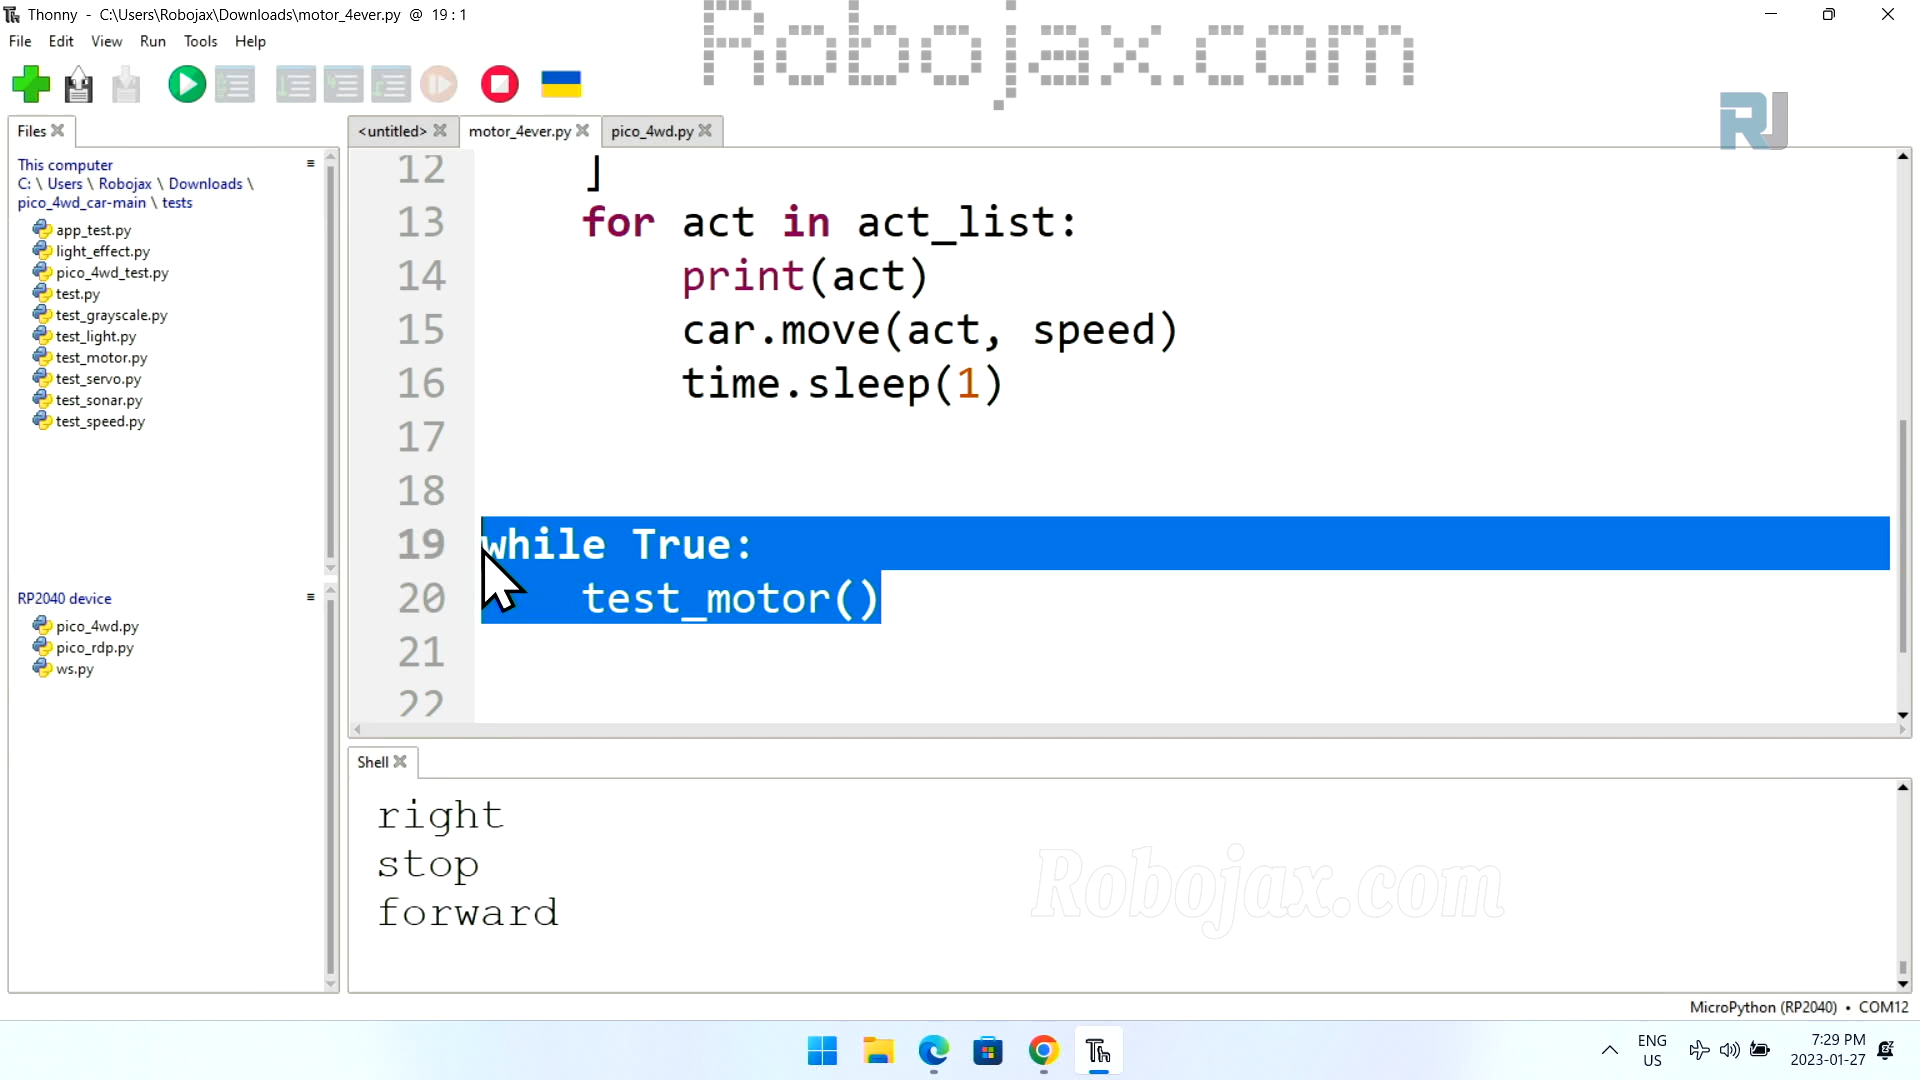 Thonny - C:\Users\Robojax\Downloads\motor_4ever.py @ 19 : 1
File Edit View Run Tools Help
Robojax.com
RJ
Files
<untitled> motor_4ever.py pico_4wd.py
This computer
C: \ Users \ Robojax \ Downloads \
pico_4wd_car-main \ tests
app_test.py
light_effect.py
pico_4wd_test.py
test.py
test_grayscale.py
test_light.py
test_motor.py
test_servo.py
test_sonar.py
test_speed.py
RP2040 device
pico_4wd.py
pico_rdp.py
ws.py
12 ]
13 for act in act_list:
14 print(act)
15 car.move(act, speed)
16 time.sleep(1)
17
18
19 while True:
20 test_motor()
21
22
Shell
right
stop
forward
Robojax.com
MicroPython (RP2040) • COM12
Th
ENG
US
7:29 PM
2023-01-27